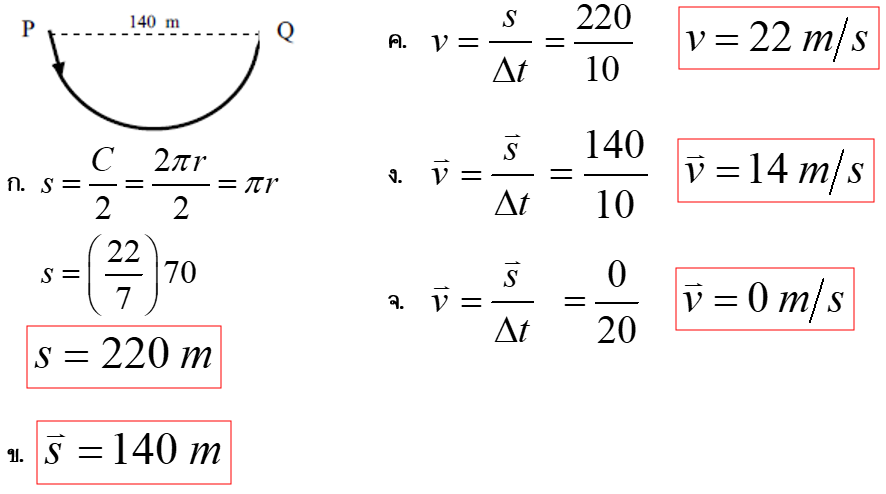 P 140 m Q
ก. s = C/2 = 2πr/2 = πr
s = (22/7)70
s = 220 m
ข. s⃗ = 140 m
ค. v = s/Δt = 220/10 v = 22 m/s
ง. v⃗ = s⃗/Δt = 140/10 v⃗ = 14 m/s
จ. v⃗ = s⃗/Δt = 0/20 v⃗ = 0 m/s